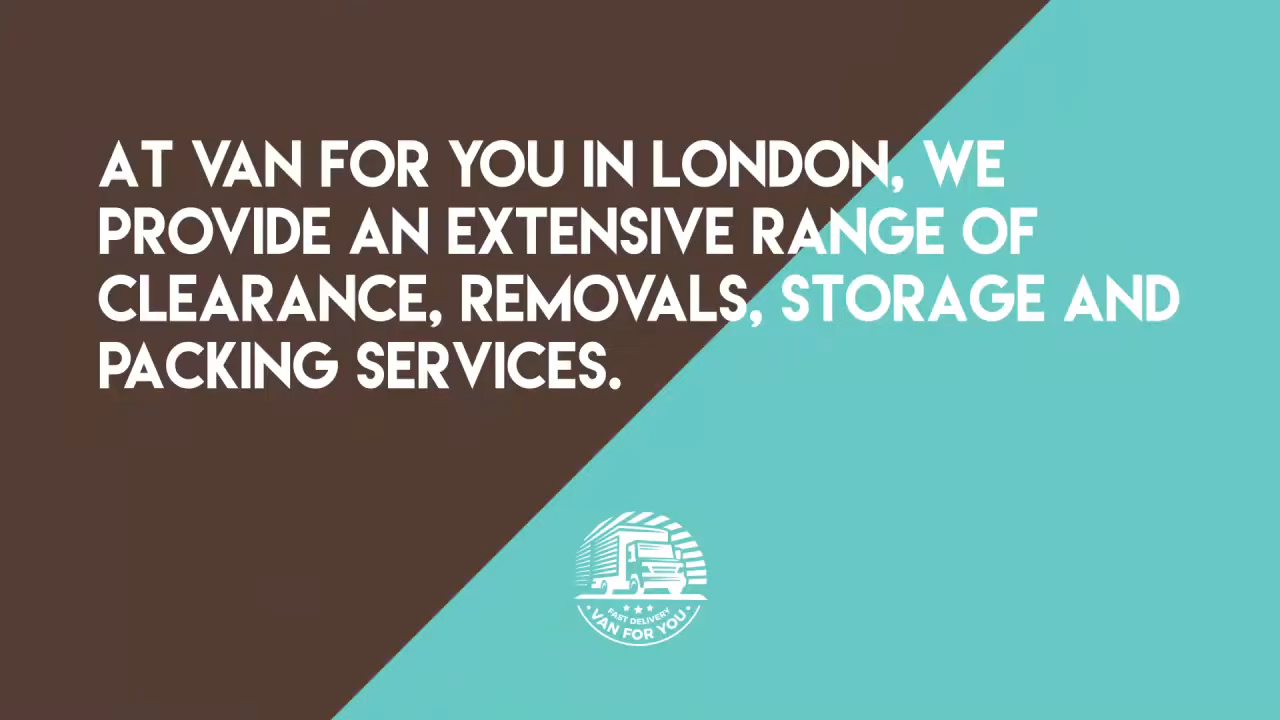 AT VAN FOR YOU IN LONDON, WE
PROVIDE AN EXTENSIVE RANGE OF
CLEARANCE, REMOVALS, STORAGE AND
PACKING SERVICES.
FAST DELIVERY
VAN FOR YOU